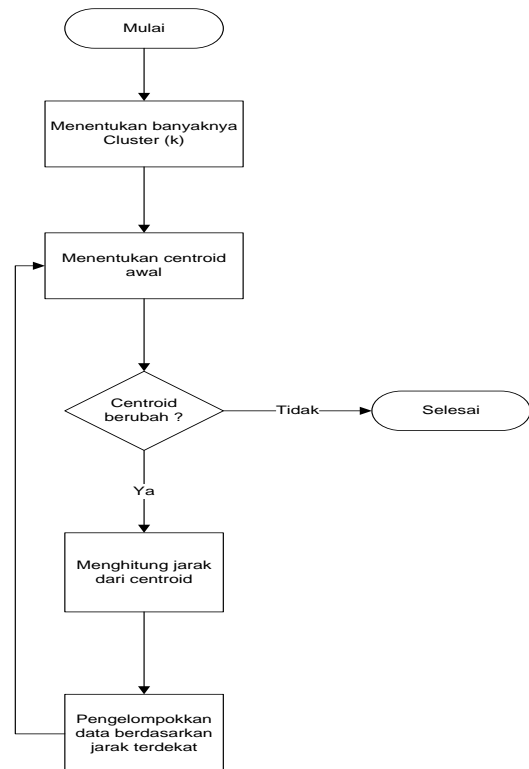 Mulai
Menentukan banyaknya
Cluster (k)
Menentukan centroid
awal
Centroid
berubah ?
Tidak
Selesai
Ya
Menghitung jarak
dari centroid
Pengelompokkan
data berdasarkan
jarak terdekat